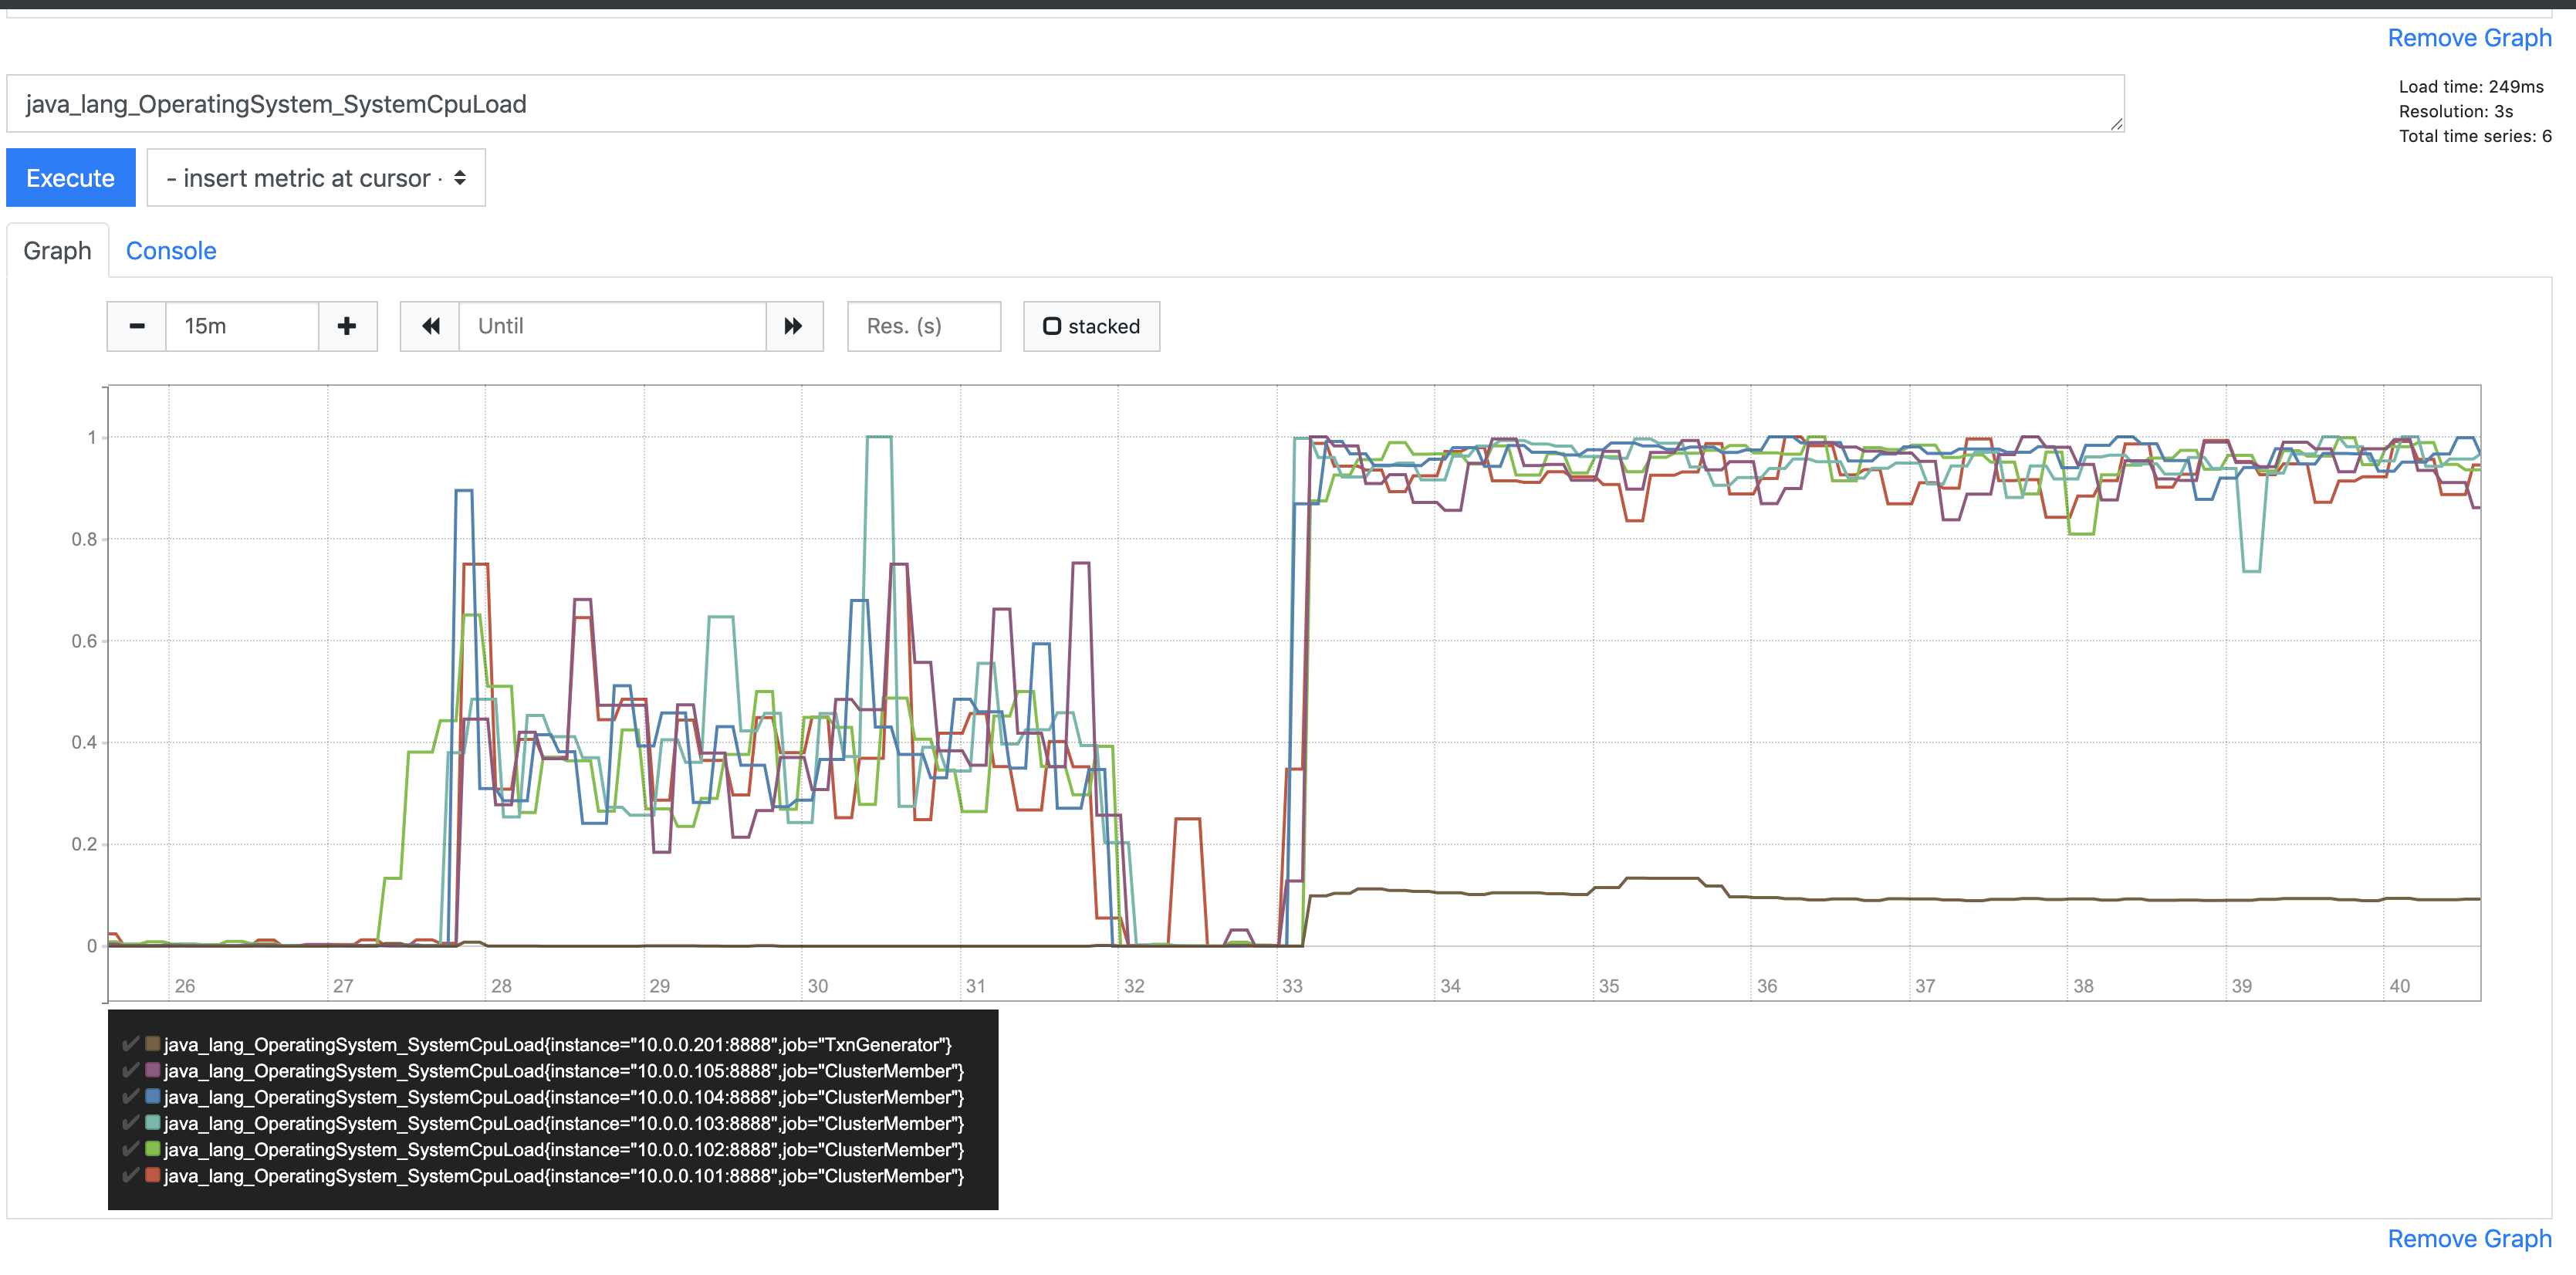 Remove Graph
java_lang_OperatingSystem_SystemCpuLoad
Load time: 249ms
Resolution: 3s
Total time series: 6
Execute
- insert metric at cursor -
Graph
Console
15m
Until
Res. (s)
stacked
1
0.8
0.6
0.4
0.2
0
26
27
28
29
30
31
32
33
34
35
36
37
38
39
40
java_lang_OperatingSystem_SystemCpuLoad{instance="10.0.0.201:8888",job="TxnGenerator"}
java_lang_OperatingSystem_SystemCpuLoad{instance="10.0.0.105:8888",job="ClusterMember"}
java_lang_OperatingSystem_SystemCpuLoad{instance="10.0.0.104:8888",job="ClusterMember"}
java_lang_OperatingSystem_SystemCpuLoad{instance="10.0.0.103:8888",job="ClusterMember"}
java_lang_OperatingSystem_SystemCpuLoad{instance="10.0.0.102:8888",job="ClusterMember"}
java_lang_OperatingSystem_SystemCpuLoad{instance="10.0.0.101:8888",job="ClusterMember"}
Remove Graph